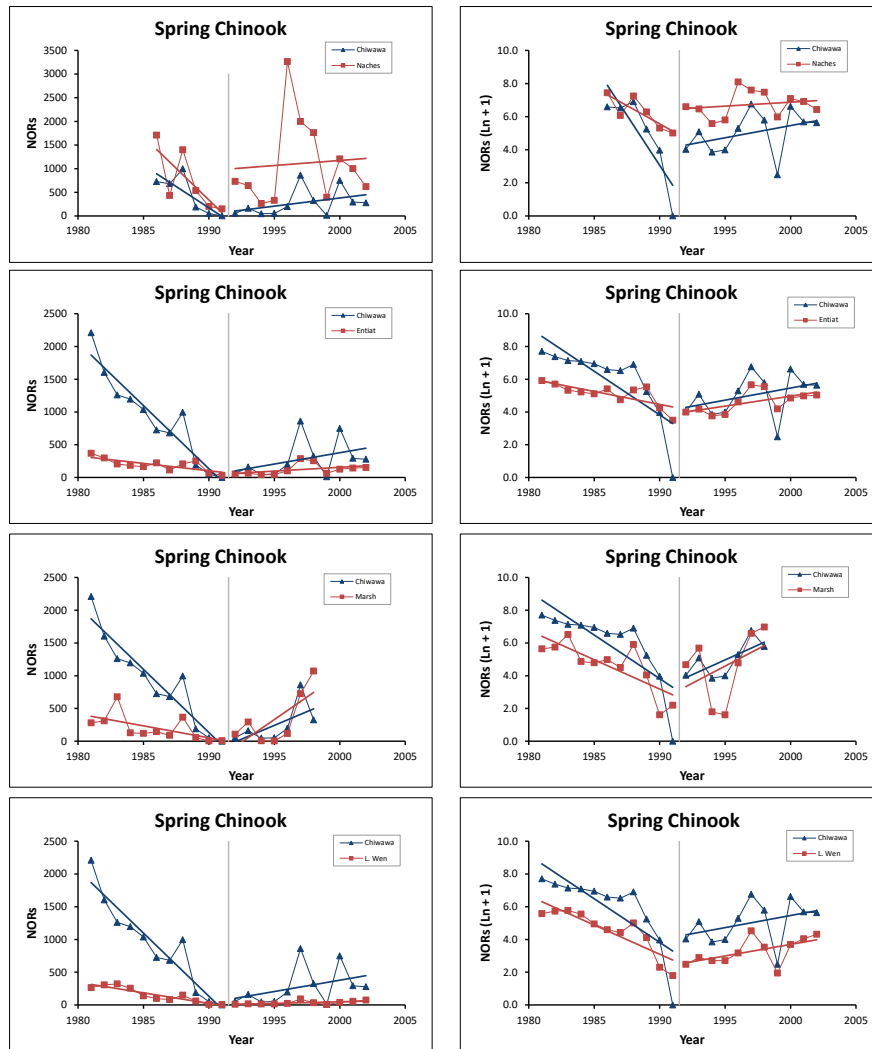 Spring Chinook
Chiwawa
Naches
3500
3000
2500
2000
1500
1000
500
0
NORs
1980
1985
1990
1995
2000
2005
Year
Spring Chinook
Chiwawa
Naches
10.0
8.0
6.0
4.0
2.0
0.0
NORs (Ln + 1)
1980
1985
1990
1995
2000
2005
Year
Spring Chinook
Chiwawa
Entiat
2500
2000
1500
1000
500
0
NORs
1980
1985
1990
1995
2000
2005
Year
Spring Chinook
Chiwawa
Entiat
10.0
8.0
6.0
4.0
2.0
0.0
NORs (Ln + 1)
1980
1985
1990
1995
2000
2005
Year
Spring Chinook
Chiwawa
Marsh
2500
2000
1500
1000
500
0
NORs
1980
1985
1990
1995
2000
2005
Year
Spring Chinook
Chiwawa
Marsh
10.0
8.0
6.0
4.0
2.0
0.0
NORs (Ln + 1)
1980
1985
1990
1995
2000
2005
Year
Spring Chinook
Chiwawa
L. Wen
2500
2000
1500
1000
500
0
NORs
1980
1985
1990
1995
2000
2005
Year
Spring Chinook
Chiwawa
L. Wen
10.0
8.0
6.0
4.0
2.0
0.0
NORs (Ln + 1)
1980
1985
1990
1995
2000
2005
Year